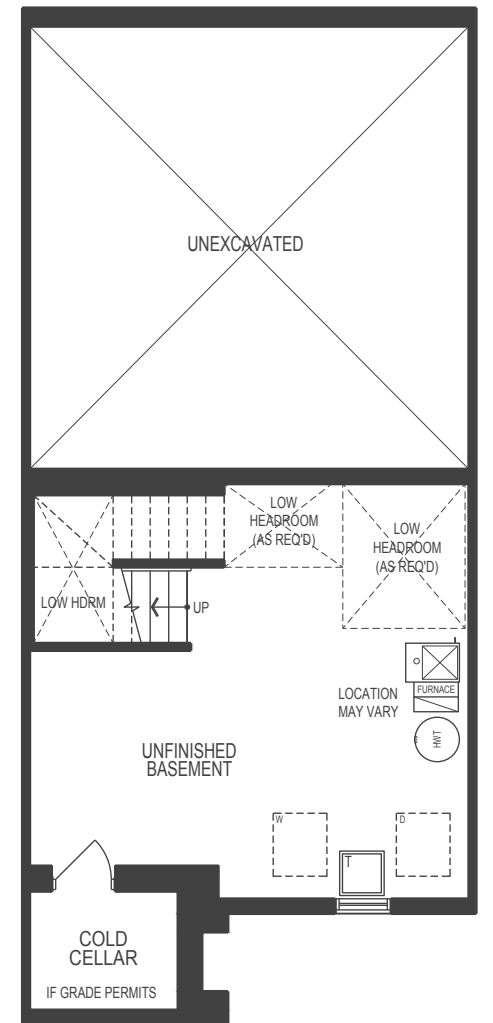 UNEXCAVATED
LOW
HEADROOM
(AS REQ'D)
LOW
HEADROOM
(AS REQ'D)
LOW HDRM
UP
LOCATION
MAY VARY
FURNACE
HWT
UNFINISHED
BASEMENT
W
D
T
COLD
CELLAR
IF GRADE PERMITS